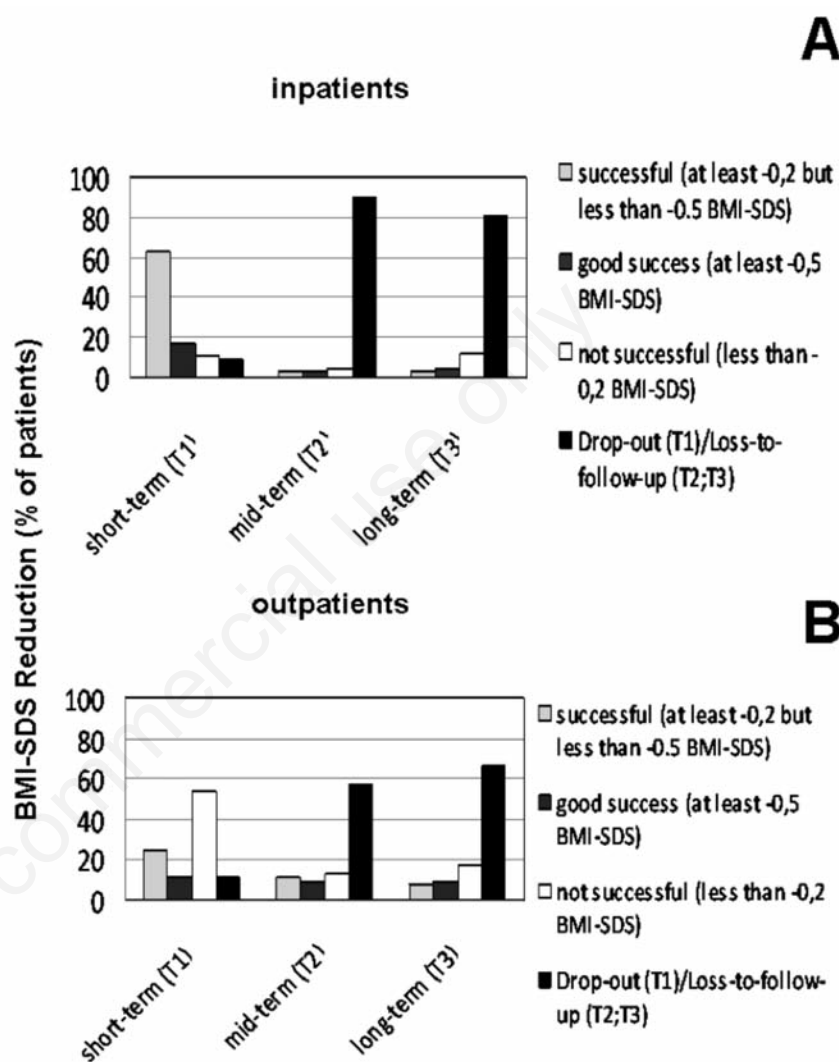 A
inpatients
100
80
60
40
20
0
short-term (T1)
mid-term (T2)
long-term (T3)
successful (at least -0,2 but
less than -0.5 BMI-SDS)
good success (at least -0,5
BMI-SDS)
not successful (less than -
0,2 BMI-SDS)
Drop-out (T1)/Loss-to-
follow-up (T2;T3)
BMI-SDS Reduction (% of patients)
outpatients
B
100
80
60
40
20
0
short-term (T1)
mid-term (T2)
long-term (T3)
successful (at least -0,2 but
less than -0.5 BMI-SDS)
good success (at least -0,5
BMI-SDS)
not successful (less than -0,2
BMI-SDS)
Drop-out (T1)/Loss-to-follow-
up (T2;T3)
commercial use only